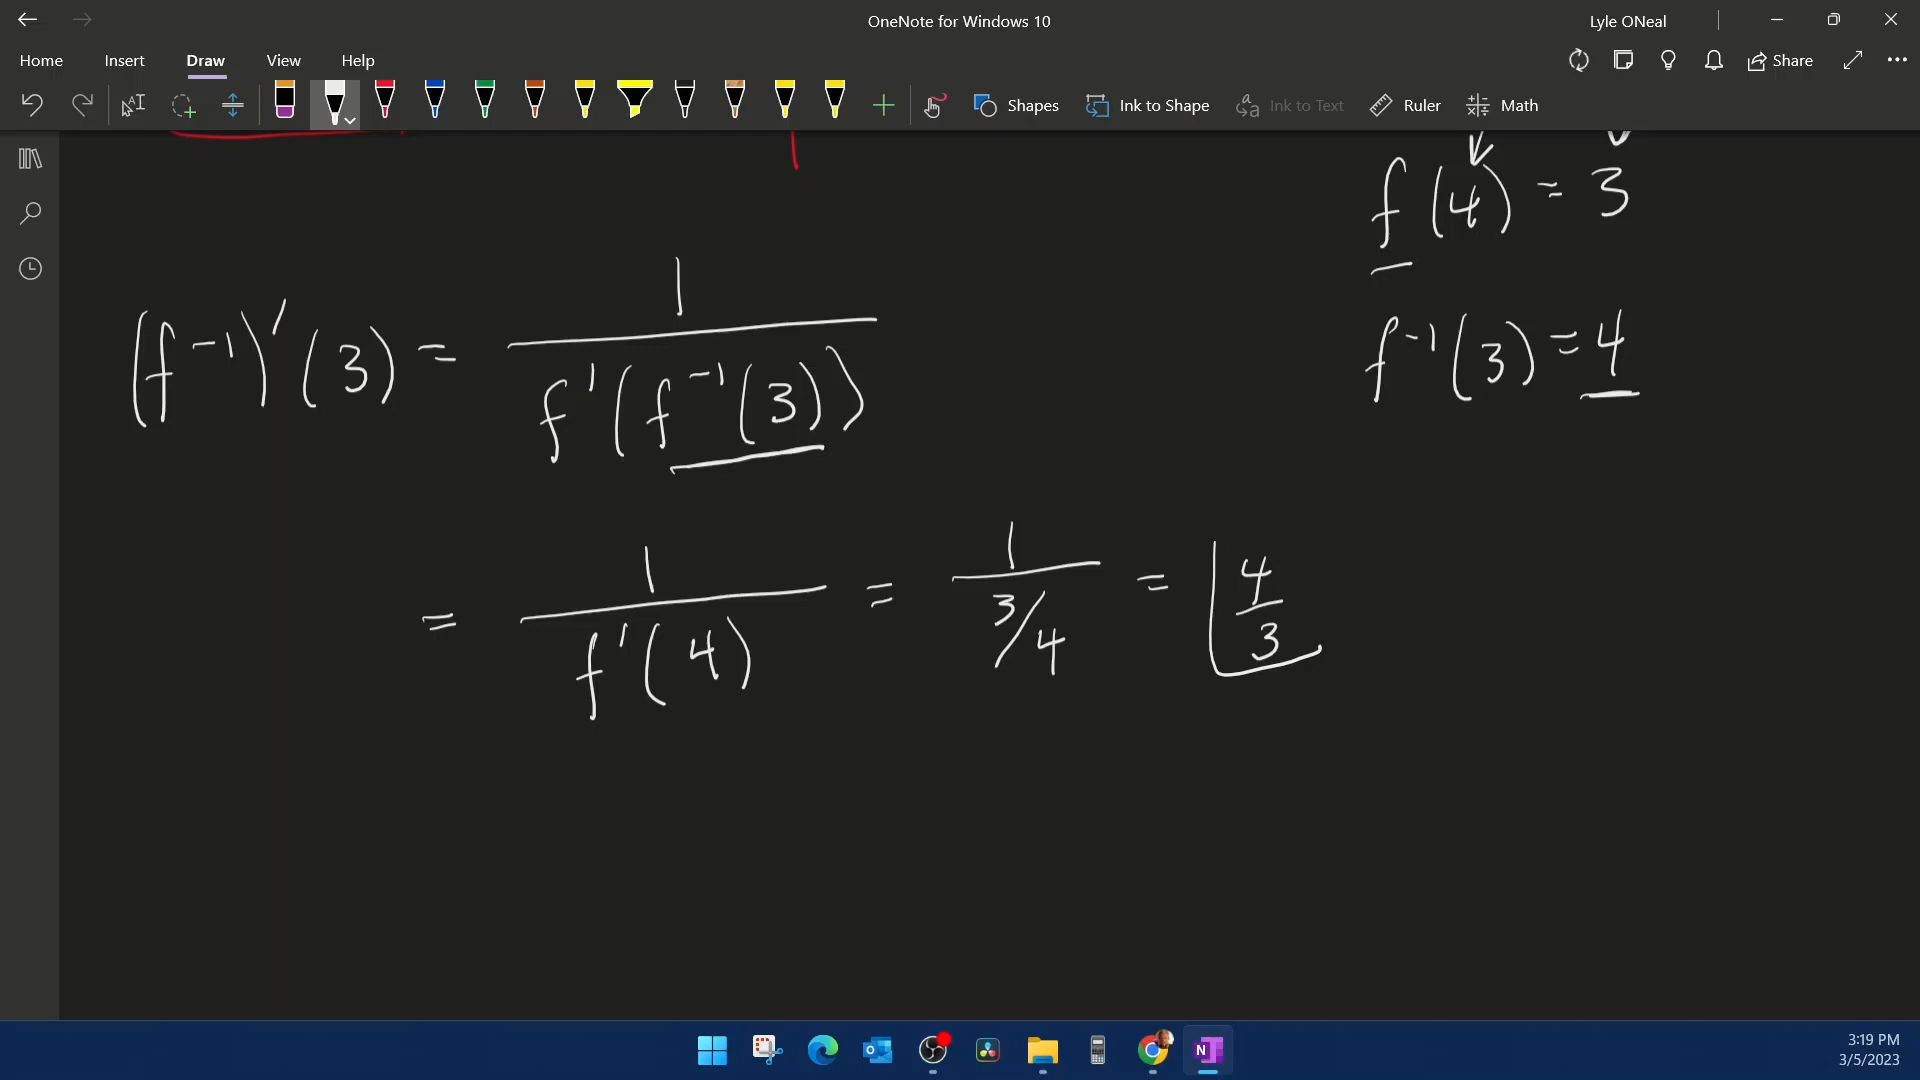 OneNote for Windows 10
Lyle ONeal
Home Insert Draw View Help
Share
Shapes Ink to Shape Ink to Text Ruler Math
f(4) = 3
(f⁻¹)'(3) = 1/f'(f⁻¹(3))
f⁻¹(3) = 4
= 1/f'(4) = 1/(3/4) = 4/3
3:19 PM
3/5/2023